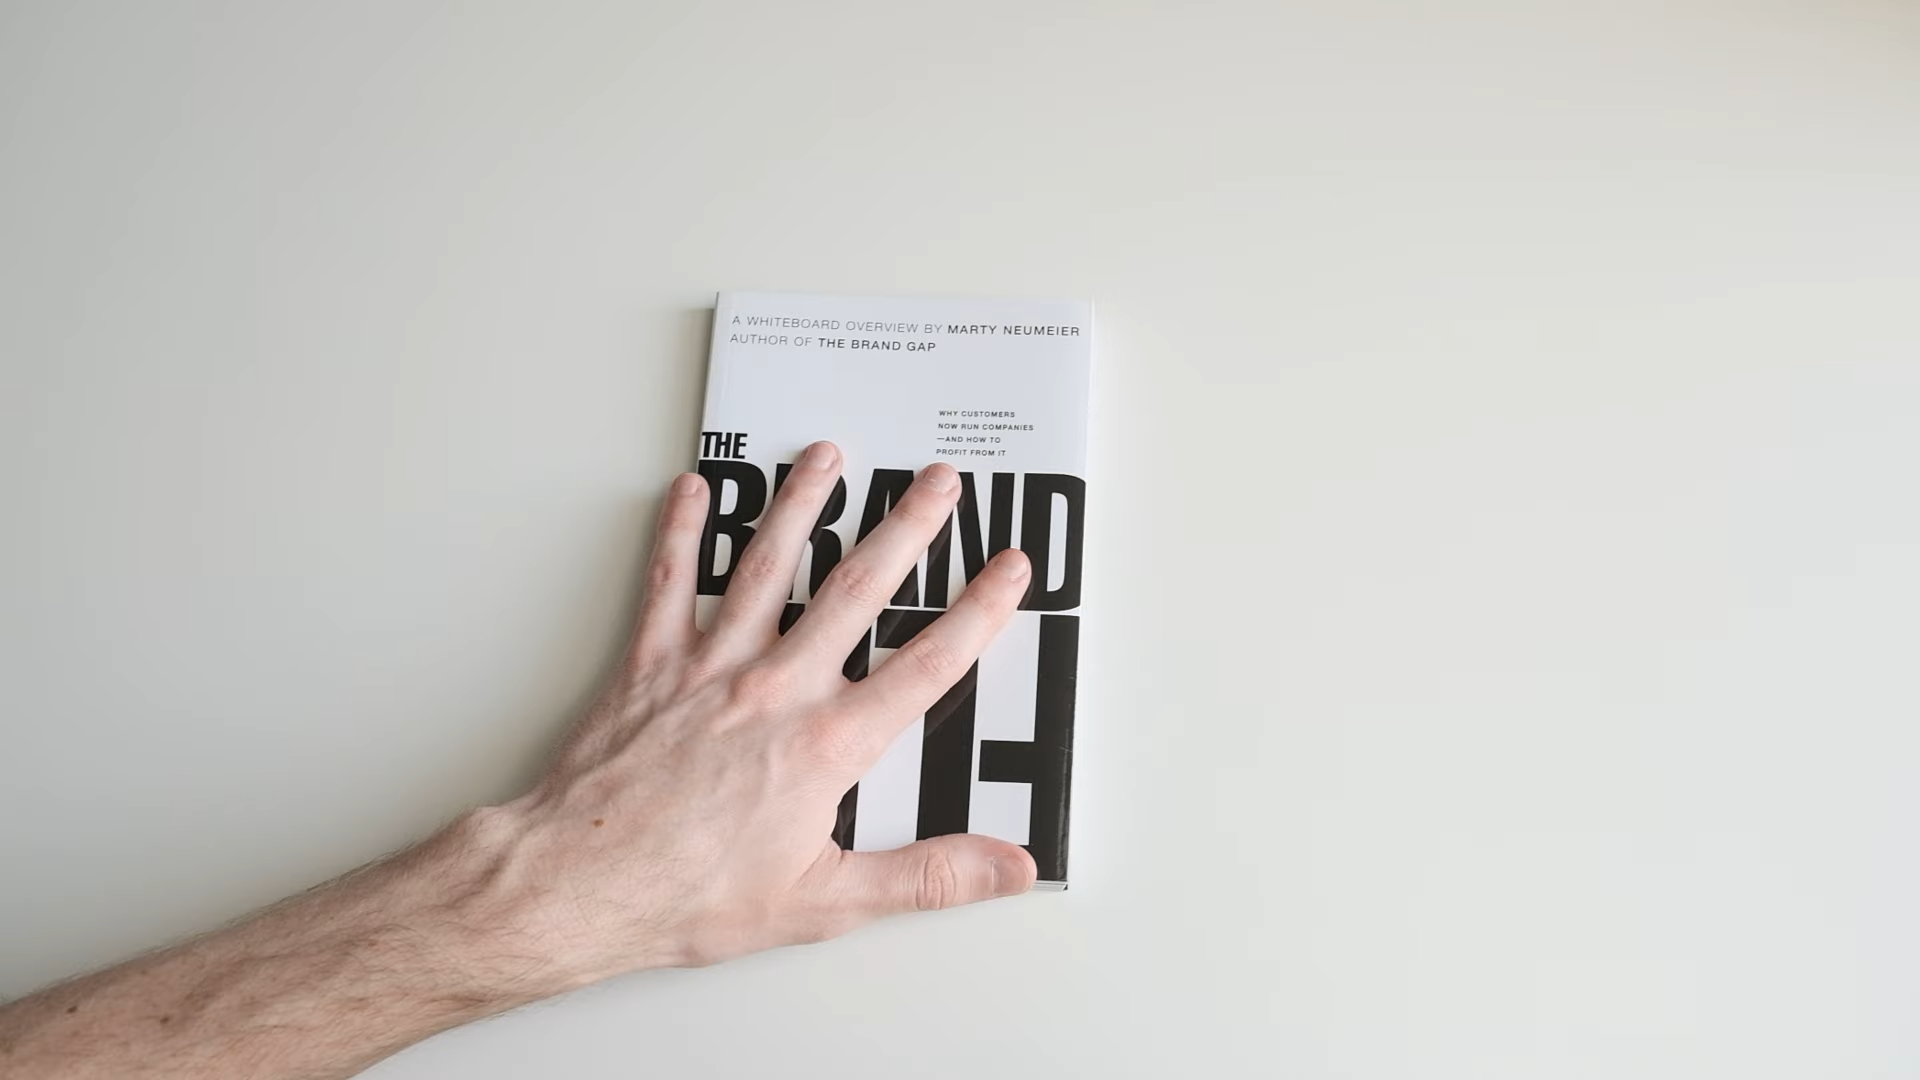 A WHITEBOARD OVERVIEW BY MARTY NEUMEIER
AUTHOR OF THE BRAND GAP
WHY CUSTOMERS
NOW RUN COMPANIES
—AND HOW TO
PROFIT FROM IT
THE
BRAND